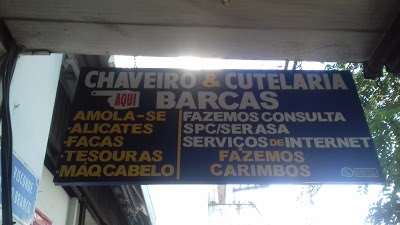 CHAVEIRO & CUTELARIA
AQUI
BARCAS
AMOLA-SE
-ALICATES
-FACAS
-TESOURAS
-MAQ CABELO
FAZEMOS CONSULTA
SPC/SERASA
SERVIÇOS DE INTERNET
FAZEMOS
CARIMBOS
VISCONDE